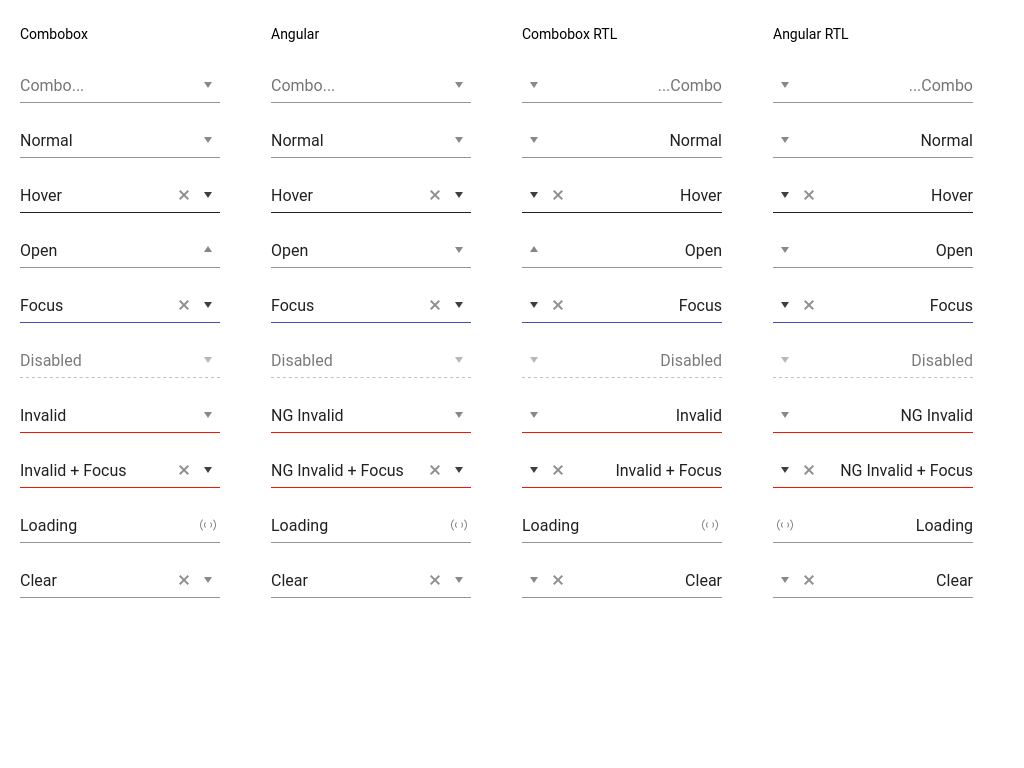 Combobox Angular Combobox RTL Angular RTL
Combo... Combo... ...Combo ...Combo
Normal Normal Normal Normal
Hover Hover Hover Hover
Open Open Open Open
Focus Focus Focus Focus
Disabled Disabled Disabled Disabled
Invalid NG Invalid Invalid NG Invalid
Invalid + Focus NG Invalid + Focus Invalid + Focus NG Invalid + Focus
Loading Loading Loading Loading
Clear Clear Clear Clear